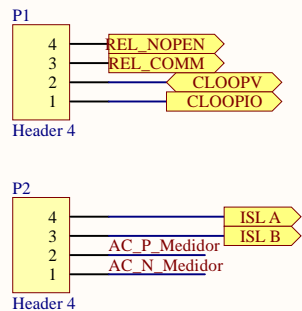 P1
4 REL_NOPEN
3 REL_COMM
2 CLOOPV
1 CLOOPIO
Header 4
P2
4 ISL A
3 ISL B
2 AC_P_Medidor
1 AC_N_Medidor
Header 4